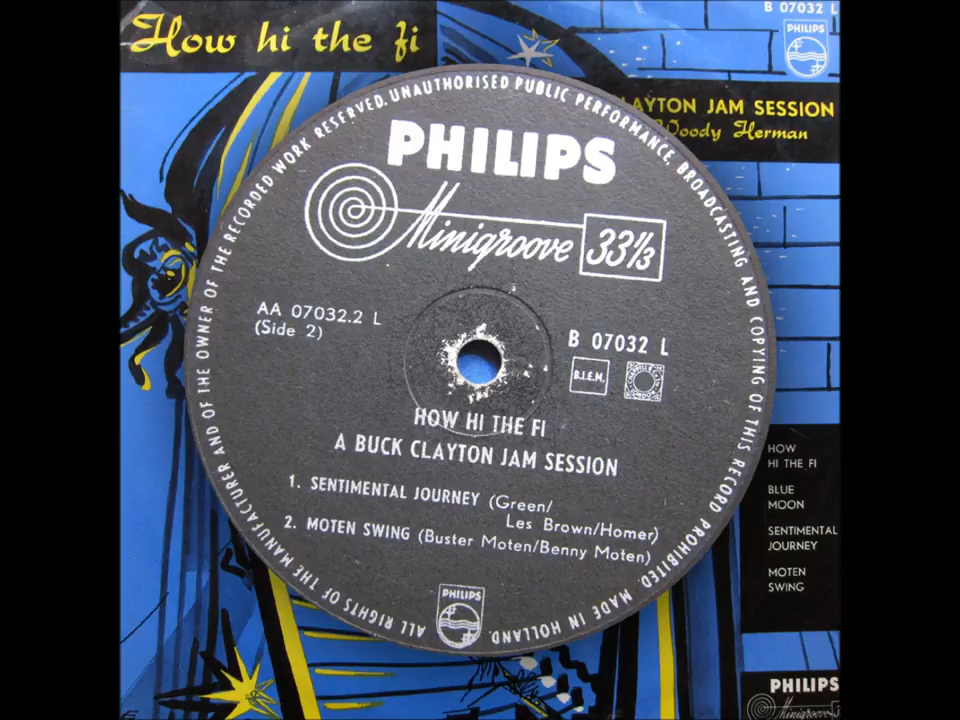 How hi the fi
B 07032 L
PHILIPS
LAYTON JAM SESSION
Woody Herman
ALL RIGHTS OF THE MANUFACTURER AND OF THE OWNER OF THE RECORDED WORK RESERVED. UNAUTHORISED PUBLIC PERFORMANCE, BROADCASTING AND COPYING OF THIS RECORD PROHIBITED. MADE IN HOLLAND.
PHILIPS
Minigroove 33⅓
AA 07032.2 L
(Side 2)
B 07032 L
B.I.E.M.
HOW HI THE FI
A BUCK CLAYTON JAM SESSION
1. SENTIMENTAL JOURNEY (Green/
Les Brown/Homer)
2. MOTEN SWING (Buster Moten/Benny Moten)
PHILIPS
HOW
HI THE FI
BLUE
MOON
SENTIMENTAL
JOURNEY
MOTEN
SWING
PHILIPS
Minigroove